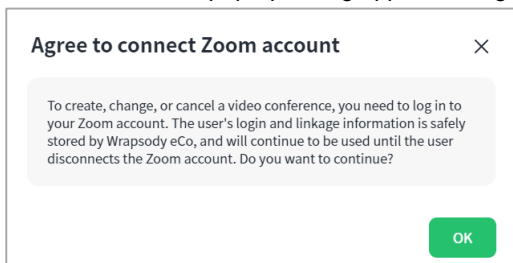 Agree to connect Zoom account
To create, change, or cancel a video conference, you need to log in to
your Zoom account. The user's login and linkage information is safely
stored by Wrapsody eCo, and will continue to be used until the user
disconnects the Zoom account. Do you want to continue?
OK